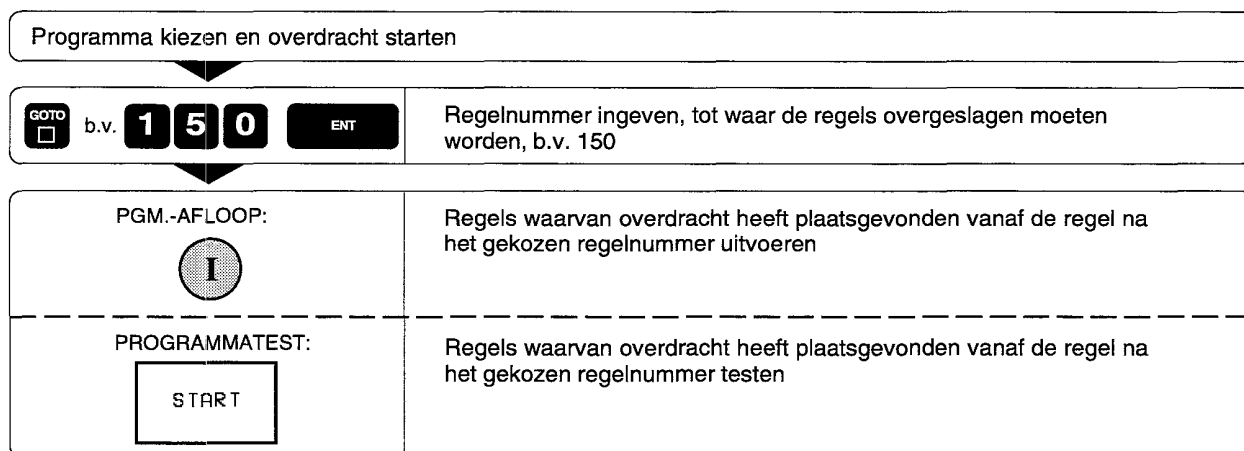 Programma kiezen en overdracht starten
GOTO b.v. 1 5 0 ENT
Regelnummer ingeven, tot waar de regels overgeslagen moeten
worden, b.v. 150
PGM.-AFLOOP:
I
Regels waarvan overdracht heeft plaatsgevonden vanaf de regel na
het gekozen regelnummer uitvoeren
PROGRAMMATEST:
START
Regels waarvan overdracht heeft plaatsgevonden vanaf de regel na
het gekozen regelnummer testen